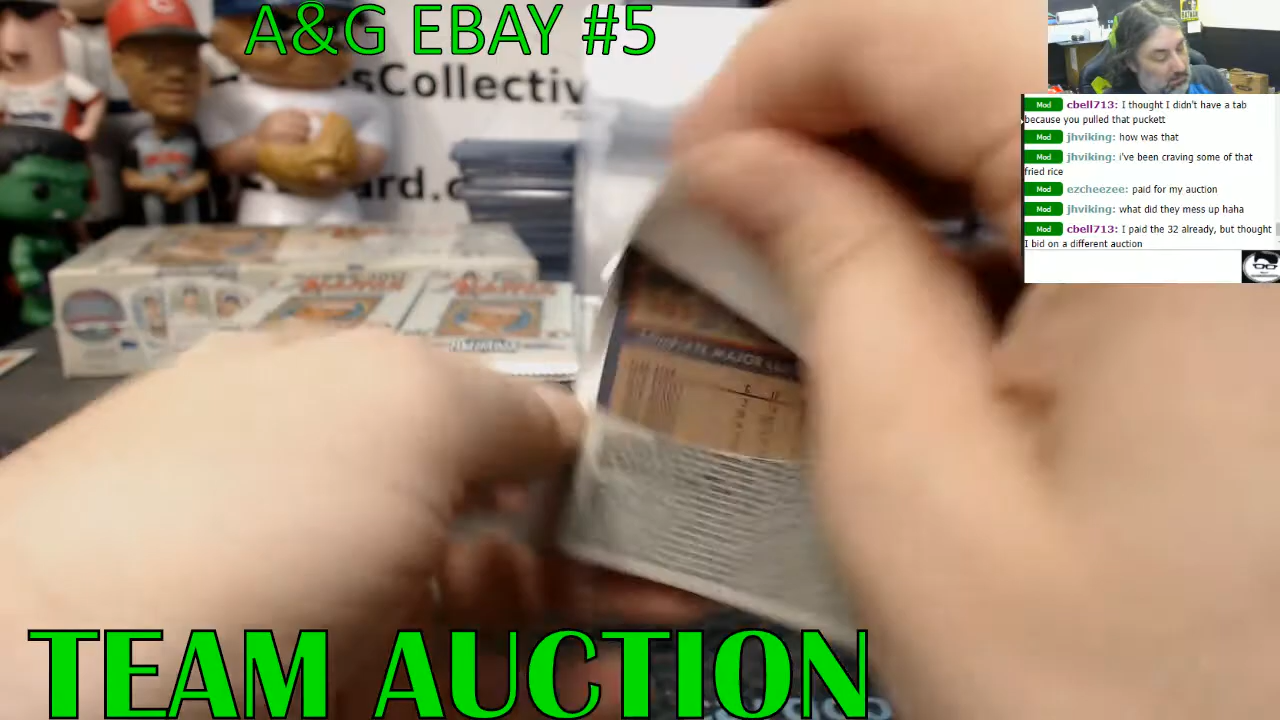 A&G EBAY #5
Mod cbell713: I thought I didn't have a tab
because you pulled that puckett
Mod jhviking: how was that
Mod jhviking: i've been craving some of that
fried rice
Mod ezcheezee: paid for my auction
Mod jhviking: what did they mess up haha
Mod cbell713: I paid the 32 already, but thought
I bid on a different auction
sCollectiv
ard.c
COMPLETE MAJOR
TEAM AUCTION